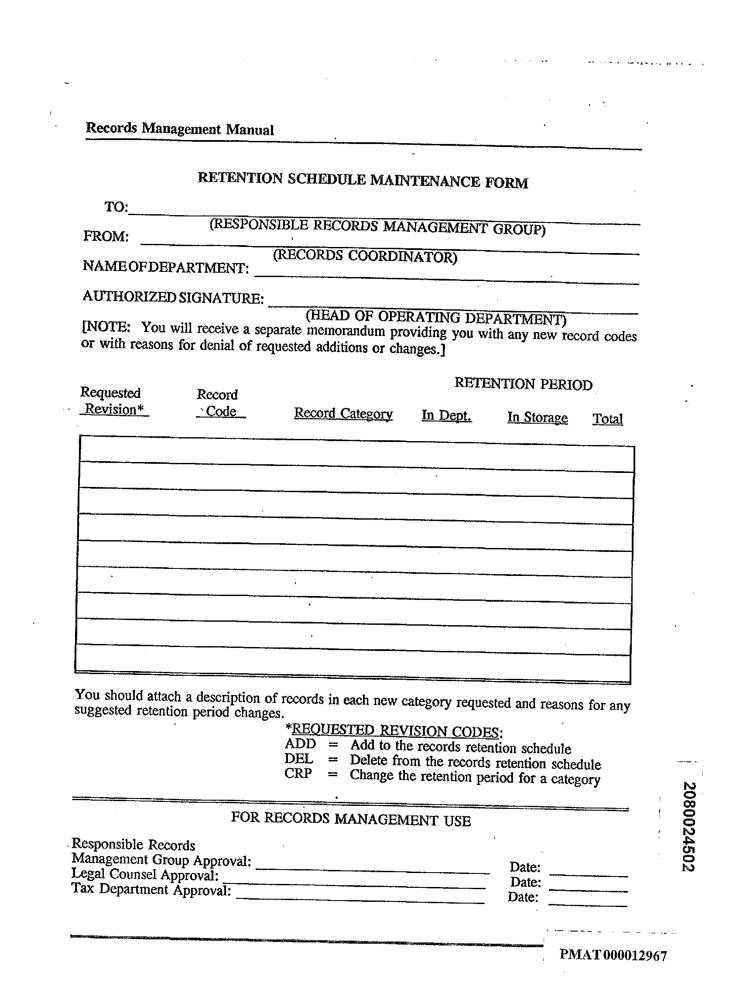 Records Management Manual
RETENTION SCHEDULE MAINTENANCE FORM
TO:
(RESPONSIBLE RECORDS MANAGEMENT GROUP)
FROM:
(RECORDS COORDINATOR)
NAME OF DEPARTMENT:
AUTHORIZED SIGNATURE:
(HEAD OF OPERATING DEPARTMENT)
[NOTE: You will receive a separate memorandum providing you with any new record codes
or with reasons for denial of requested additions or changes.]
RETENTION PERIOD
Requested Record
Revision* Code Record Category In Dept. In Storage Total
You should attach a description of records in each new category requested and reasons for any
suggested retention period changes.
*REQUESTED REVISION CODES:
ADD = Add to the records retention schedule
DEL = Delete from the records retention schedule
CRP = Change the retention period for a category
FOR RECORDS MANAGEMENT USE
Responsible Records
Management Group Approval: Date:
Legal Counsel Approval: Date:
Tax Department Approval: Date:
2080024502
PMAT000012967